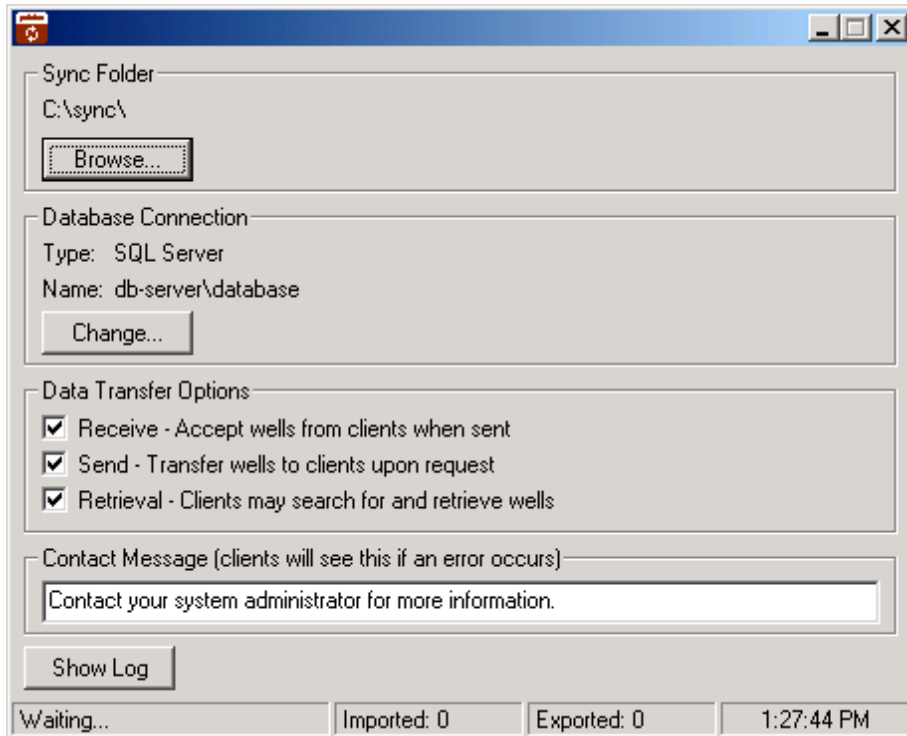 Sync Folder
C:\sync\
Browse...
Database Connection
Type: SQL Server
Name: db-server\database
Change...
Data Transfer Options
Receive - Accept wells from clients when sent
Send - Transfer wells to clients upon request
Retrieval - Clients may search for and retrieve wells
Contact Message (clients will see this if an error occurs)
Contact your system administrator for more information.
Show Log
Waiting... Imported: 0 Exported: 0 1:27:44 PM